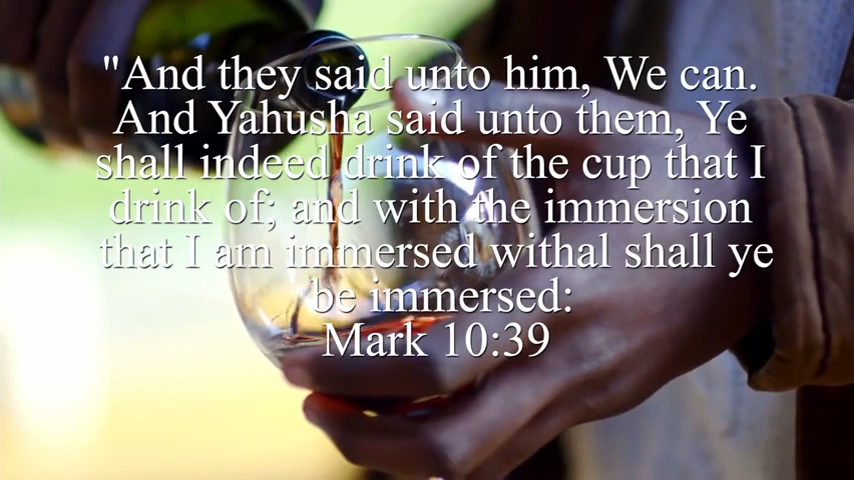 "And they said unto him, We can.
And Yahusha said unto them, Ye
shall indeed drink of the cup that I
drink of; and with the immersion
that I am immersed withal shall ye
be immersed:
Mark 10:39